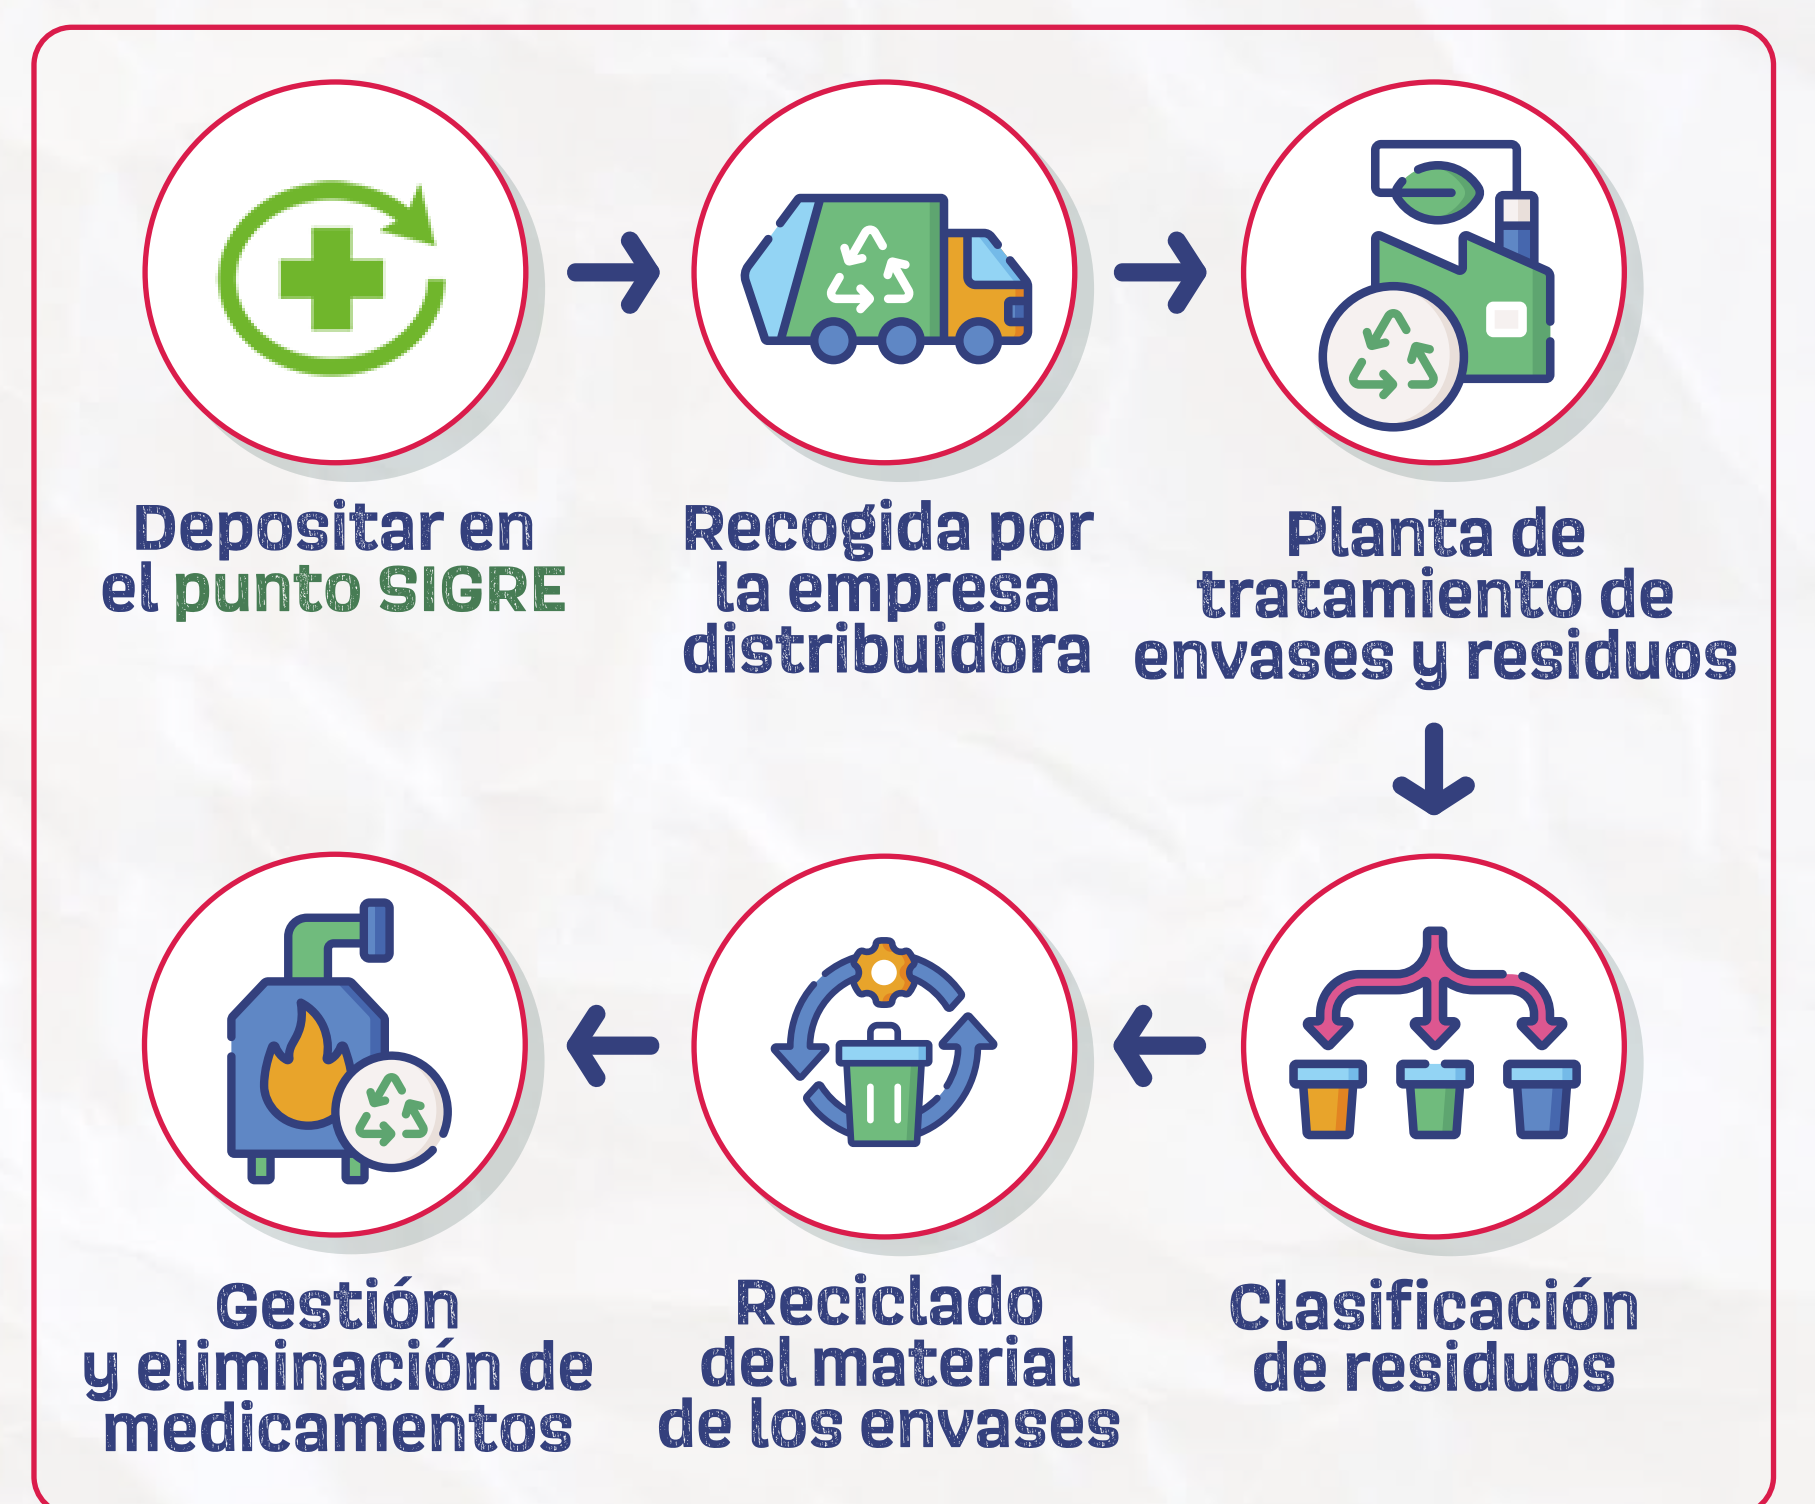 Depositar en
el punto SIGRE
Recogida por
la empresa
distribuidora
Planta de
tratamiento de
envases y residuos
Clasificación
de residuos
Reciclado
del material
de los envases
Gestión
y eliminación de
medicamentos